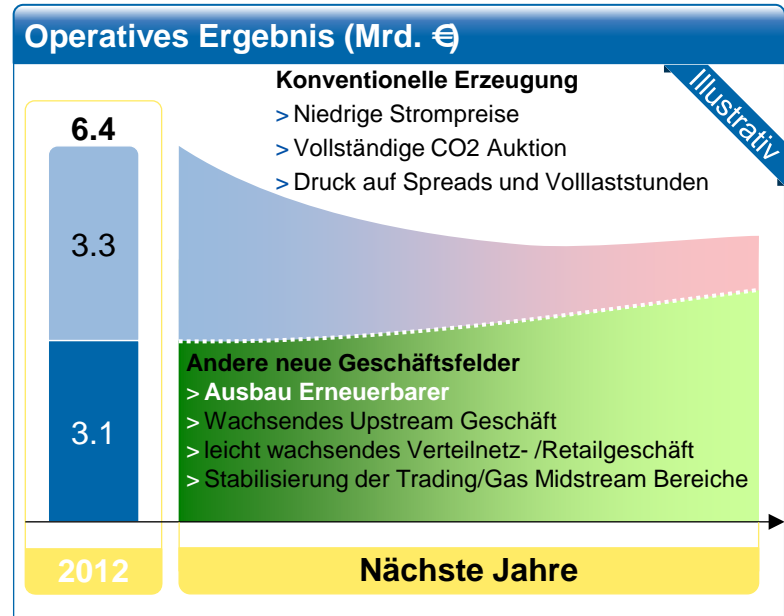 Operatives Ergebnis (Mrd. €)
Konventionelle Erzeugung
> Niedrige Strompreise
> Vollständige CO2 Auktion
> Druck auf Spreads und Volllaststunden
Illustrativ
6.4
3.3
3.1
Andere neue Geschäftsfelder
> Ausbau Erneuerbarer
> Wachsendes Upstream Geschäft
> leicht wachsendes Verteilnetz- /Retailgeschäft
> Stabilisierung der Trading/Gas Midstream Bereiche
2012
Nächste Jahre